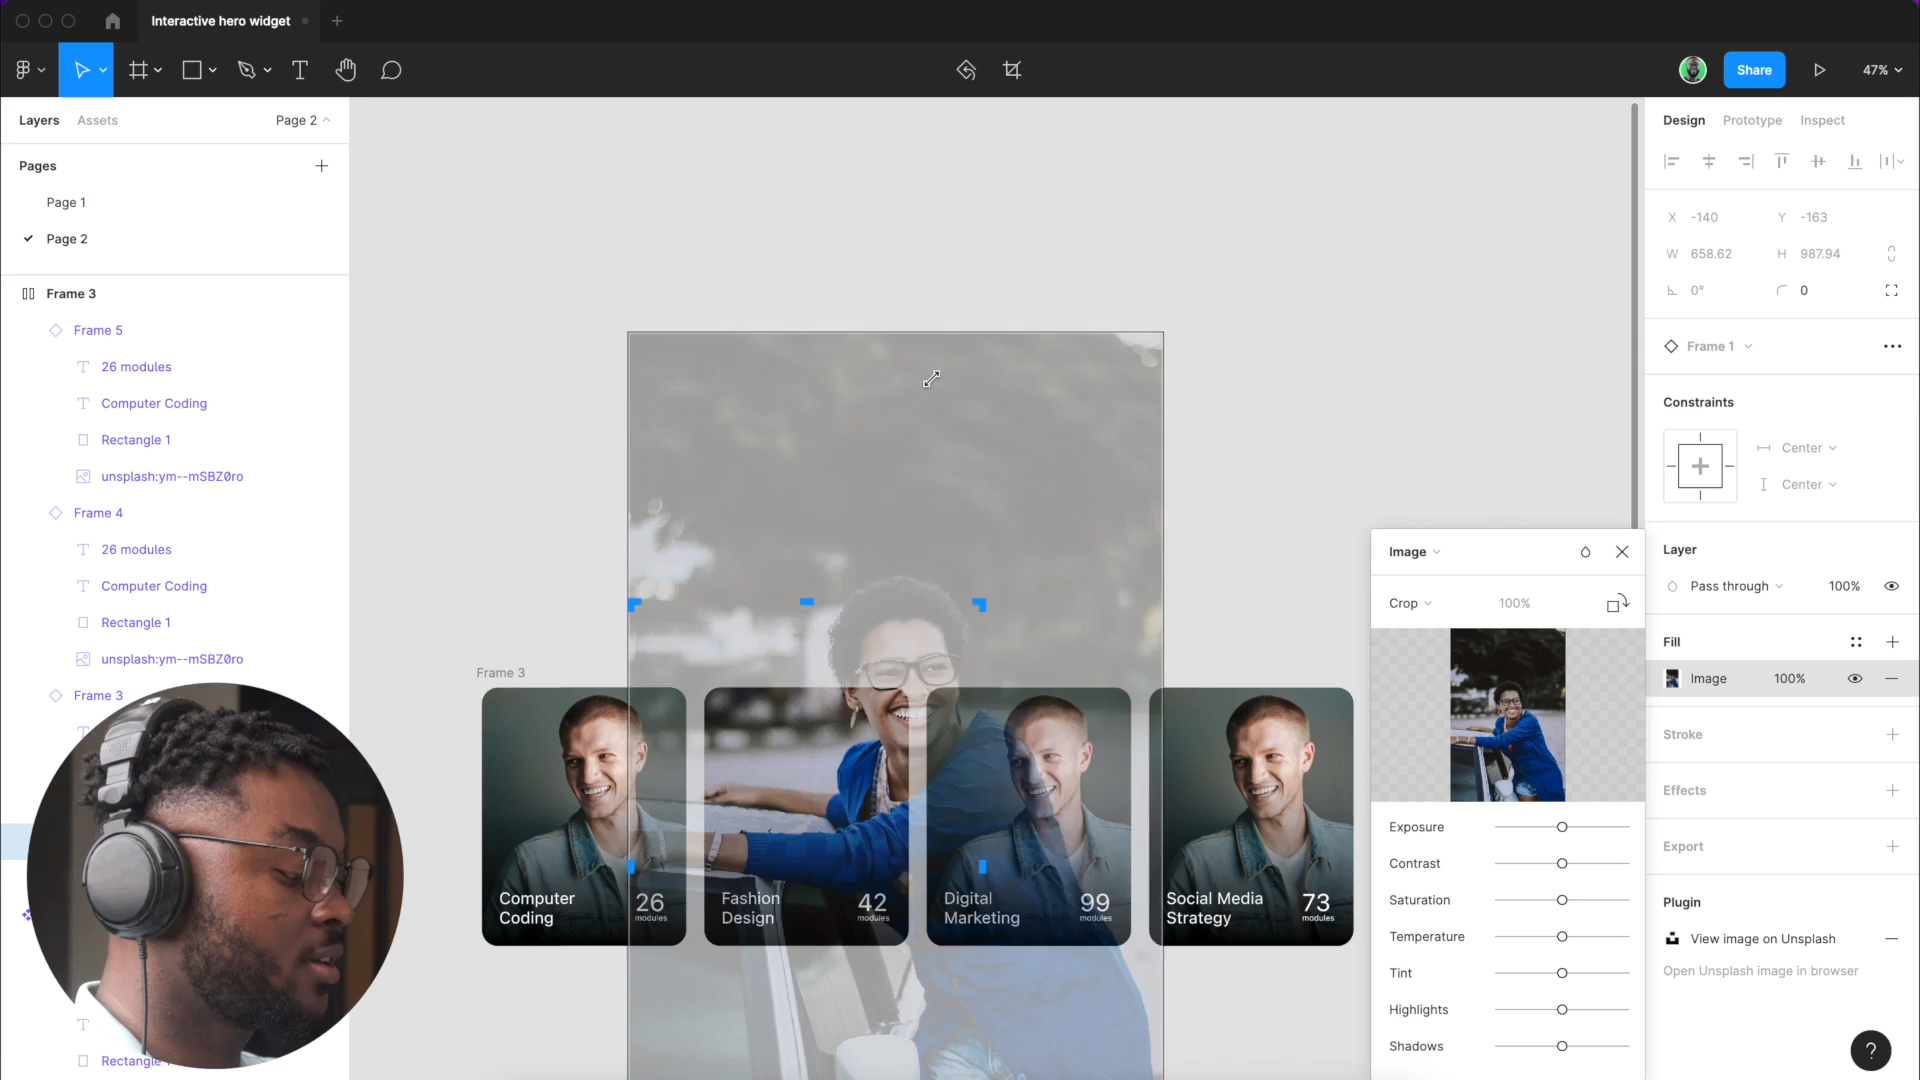 Interactive hero widget
Share
47%
Layers
Assets
Page 2
Pages
Page 1
Page 2
Frame 3
Frame 5
26 modules
Computer Coding
Rectangle 1
unsplash:ym--mSBZ0ro
Frame 4
26 modules
Computer Coding
Rectangle 1
unsplash:ym--mSBZ0ro
Frame 3
Rectangle
Frame 3
Computer
Coding
26
modules
Fashion
Design
42
modules
Digital
Marketing
99
modules
Social Media
Strategy
73
modules
Image
Crop
100%
Exposure
Contrast
Saturation
Temperature
Tint
Highlights
Shadows
Design
Prototype
Inspect
X -140
Y -163
W 658.62
H 987.94
0°
0
Frame 1
Constraints
Center
Center
Layer
Pass through
100%
Fill
Image
100%
Stroke
Effects
Export
Plugin
View image on Unsplash
Open Unsplash image in browser
?